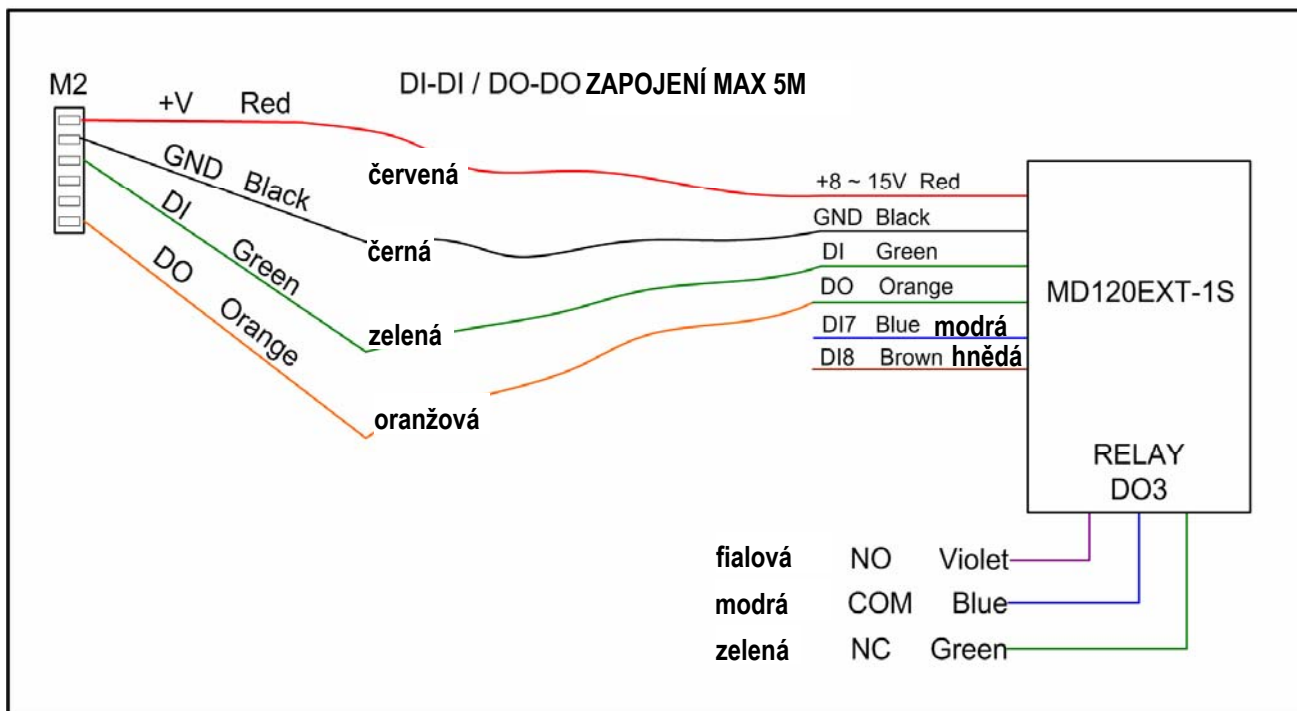 DI-DI / DO-DO ZAPOJENÍ MAX 5M
M2
+V Red
GND Black
DI Green
DO Orange
červená
černá
zelená
oranžová
+8 ~ 15V Red
GND Black
DI Green
DO Orange
DI7 Blue modrá
DI8 Brown hnědá
MD120EXT-1S
RELAY
DO3
fialová NO Violet
modrá COM Blue
zelená NC Green